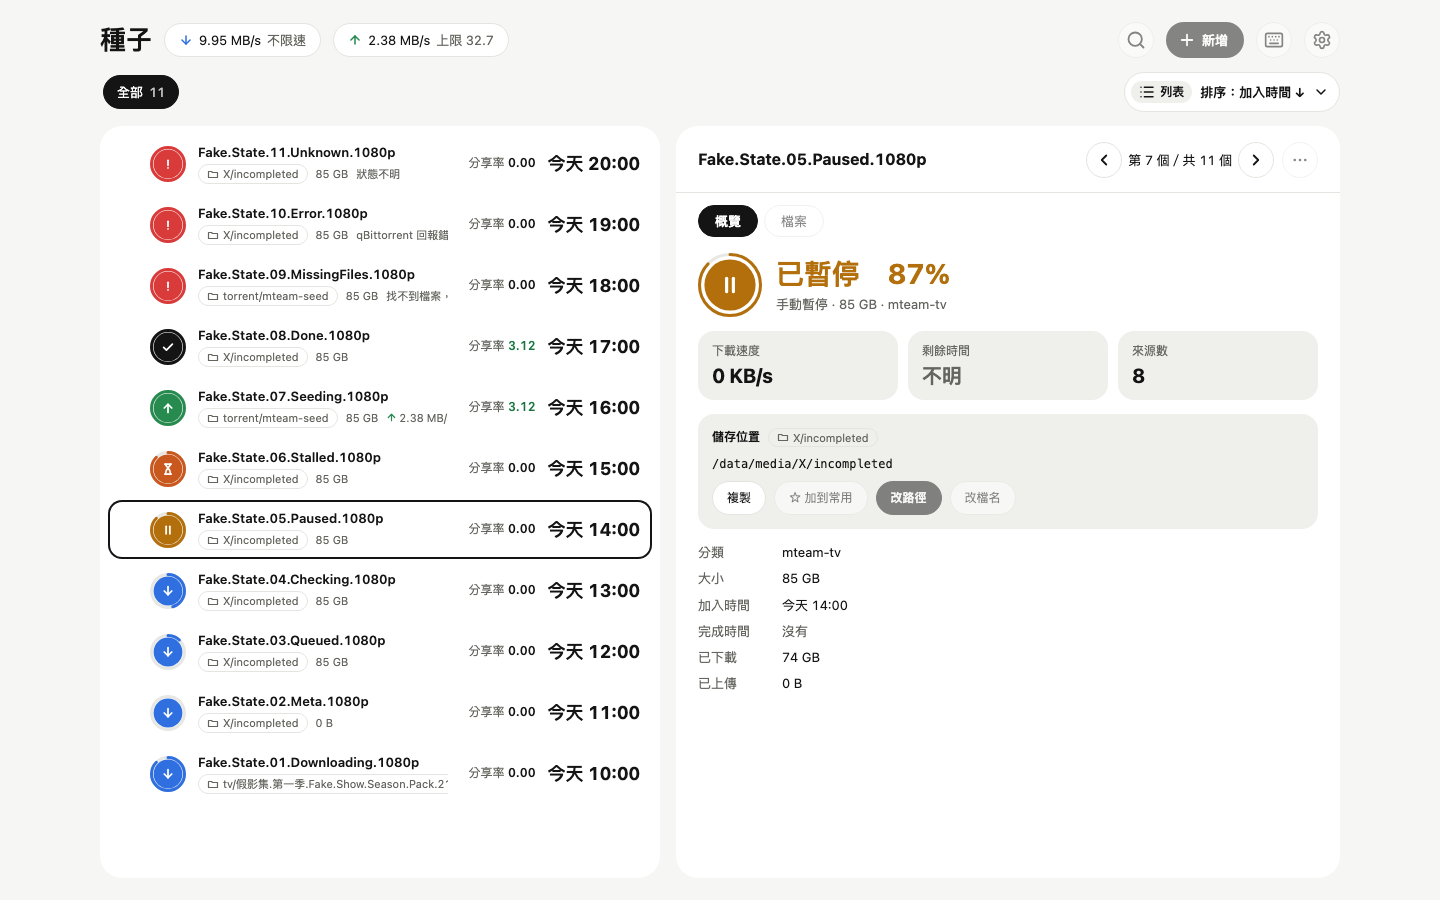 種子 9.95 MB/s 不限速 2.38 MB/s 上限 32.7 新增
全部 11 列表 排序：加入時間
Fake.State.11.Unknown.1080p
X/incompleted 85 GB 狀態不明
分享率 0.00 今天 20:00
Fake.State.10.Error.1080p
X/incompleted 85 GB qBittorrent 回報錯
分享率 0.00 今天 19:00
Fake.State.09.MissingFiles.1080p
torrent/mteam-seed 85 GB 找不到檔案，
分享率 0.00 今天 18:00
Fake.State.08.Done.1080p
X/incompleted 85 GB
分享率 3.12 今天 17:00
Fake.State.07.Seeding.1080p
torrent/mteam-seed 85 GB 2.38 MB/
分享率 3.12 今天 16:00
Fake.State.06.Stalled.1080p
X/incompleted 85 GB
分享率 0.00 今天 15:00
Fake.State.05.Paused.1080p
X/incompleted 85 GB
分享率 0.00 今天 14:00
Fake.State.04.Checking.1080p
X/incompleted 85 GB
分享率 0.00 今天 13:00
Fake.State.03.Queued.1080p
X/incompleted 85 GB
分享率 0.00 今天 12:00
Fake.State.02.Meta.1080p
X/incompleted 0 B
分享率 0.00 今天 11:00
Fake.State.01.Downloading.1080p
tv/假影集.第一季.Fake.Show.Season.Pack.
分享率 0.00 今天 10:00
Fake.State.05.Paused.1080p
第 7 個 / 共 11 個
概覽 檔案
已暫停 87%
手動暫停 · 85 GB · mteam-tv
下載速度
0 KB/s
剩餘時間
不明
來源數
8
儲存位置 X/incompleted
/data/media/X/incompleted
複製 加到常用 改路徑 改檔名
分類 mteam-tv
大小 85 GB
加入時間 今天 14:00
完成時間 沒有
已下載 74 GB
已上傳 0 B